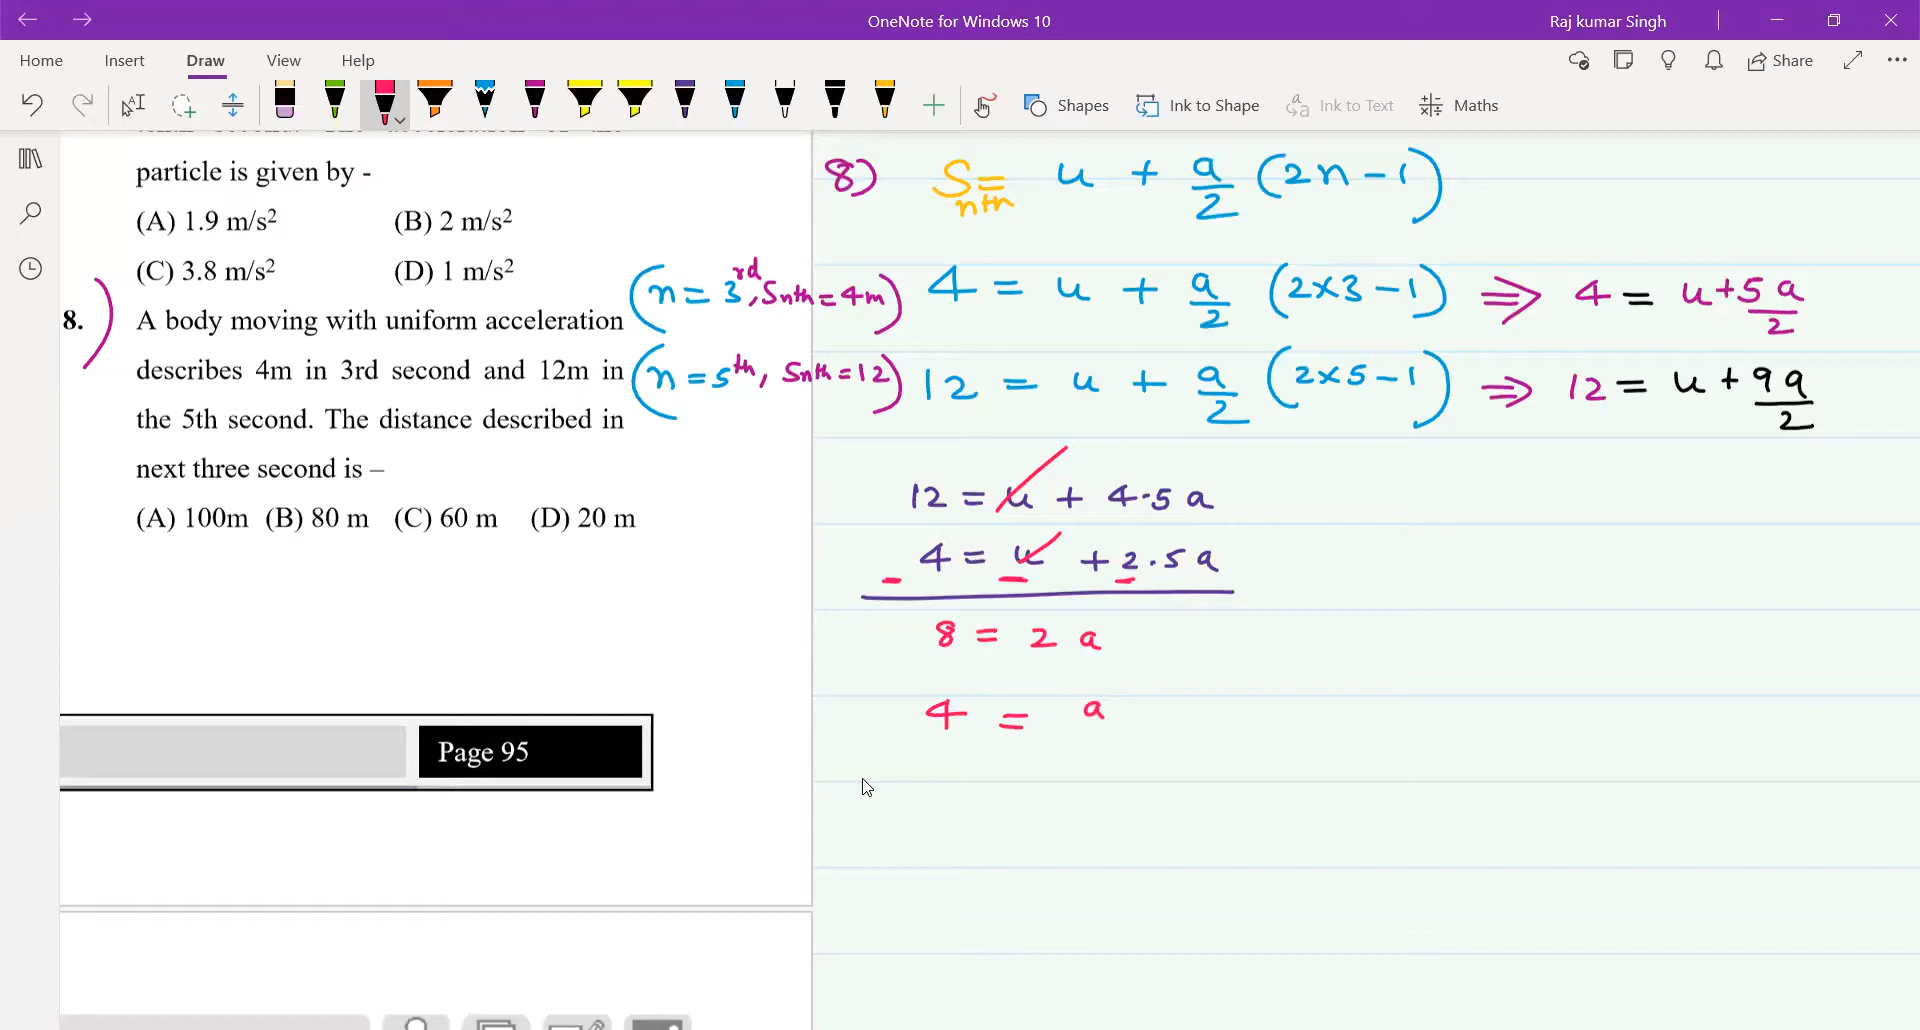 OneNote for Windows 10
Raj kumar Singh
Home Insert Draw View Help
Share
Shapes Ink to Shape Ink to Text Maths
particle is given by -
(A) 1.9 m/s² (B) 2 m/s²
(C) 3.8 m/s² (D) 1 m/s²
8. A body moving with uniform acceleration
describes 4m in 3rd second and 12m in
the 5th second. The distance described in
next three second is –
(A) 100m (B) 80 m (C) 60 m (D) 20 m
Page 95
8) S nth = u + a/2 (2n-1)
(n = 3rd, Snth = 4m) 4 = u + a/2 (2×3-1) ⇒ 4 = u+5a/2
(n = 5th, Snth = 12) 12 = u + a/2 (2×5-1) ⇒ 12 = u + 9a/2
12 = u + 4.5 a
4 = u + 2.5 a
- - -
8 = 2 a
4 = a